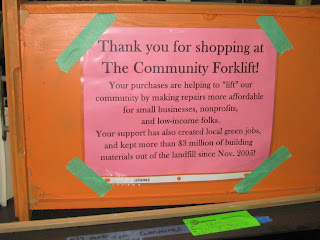 Thank you for shopping at
The Community Forklift!
Your purchases are helping to "lift" our
community by making repairs more affordable
for small businesses, nonprofits,
and low-income folks.
Your support has also created local green jobs,
and kept more than $3 million of building
materials out of the landfill since Nov. 2005!